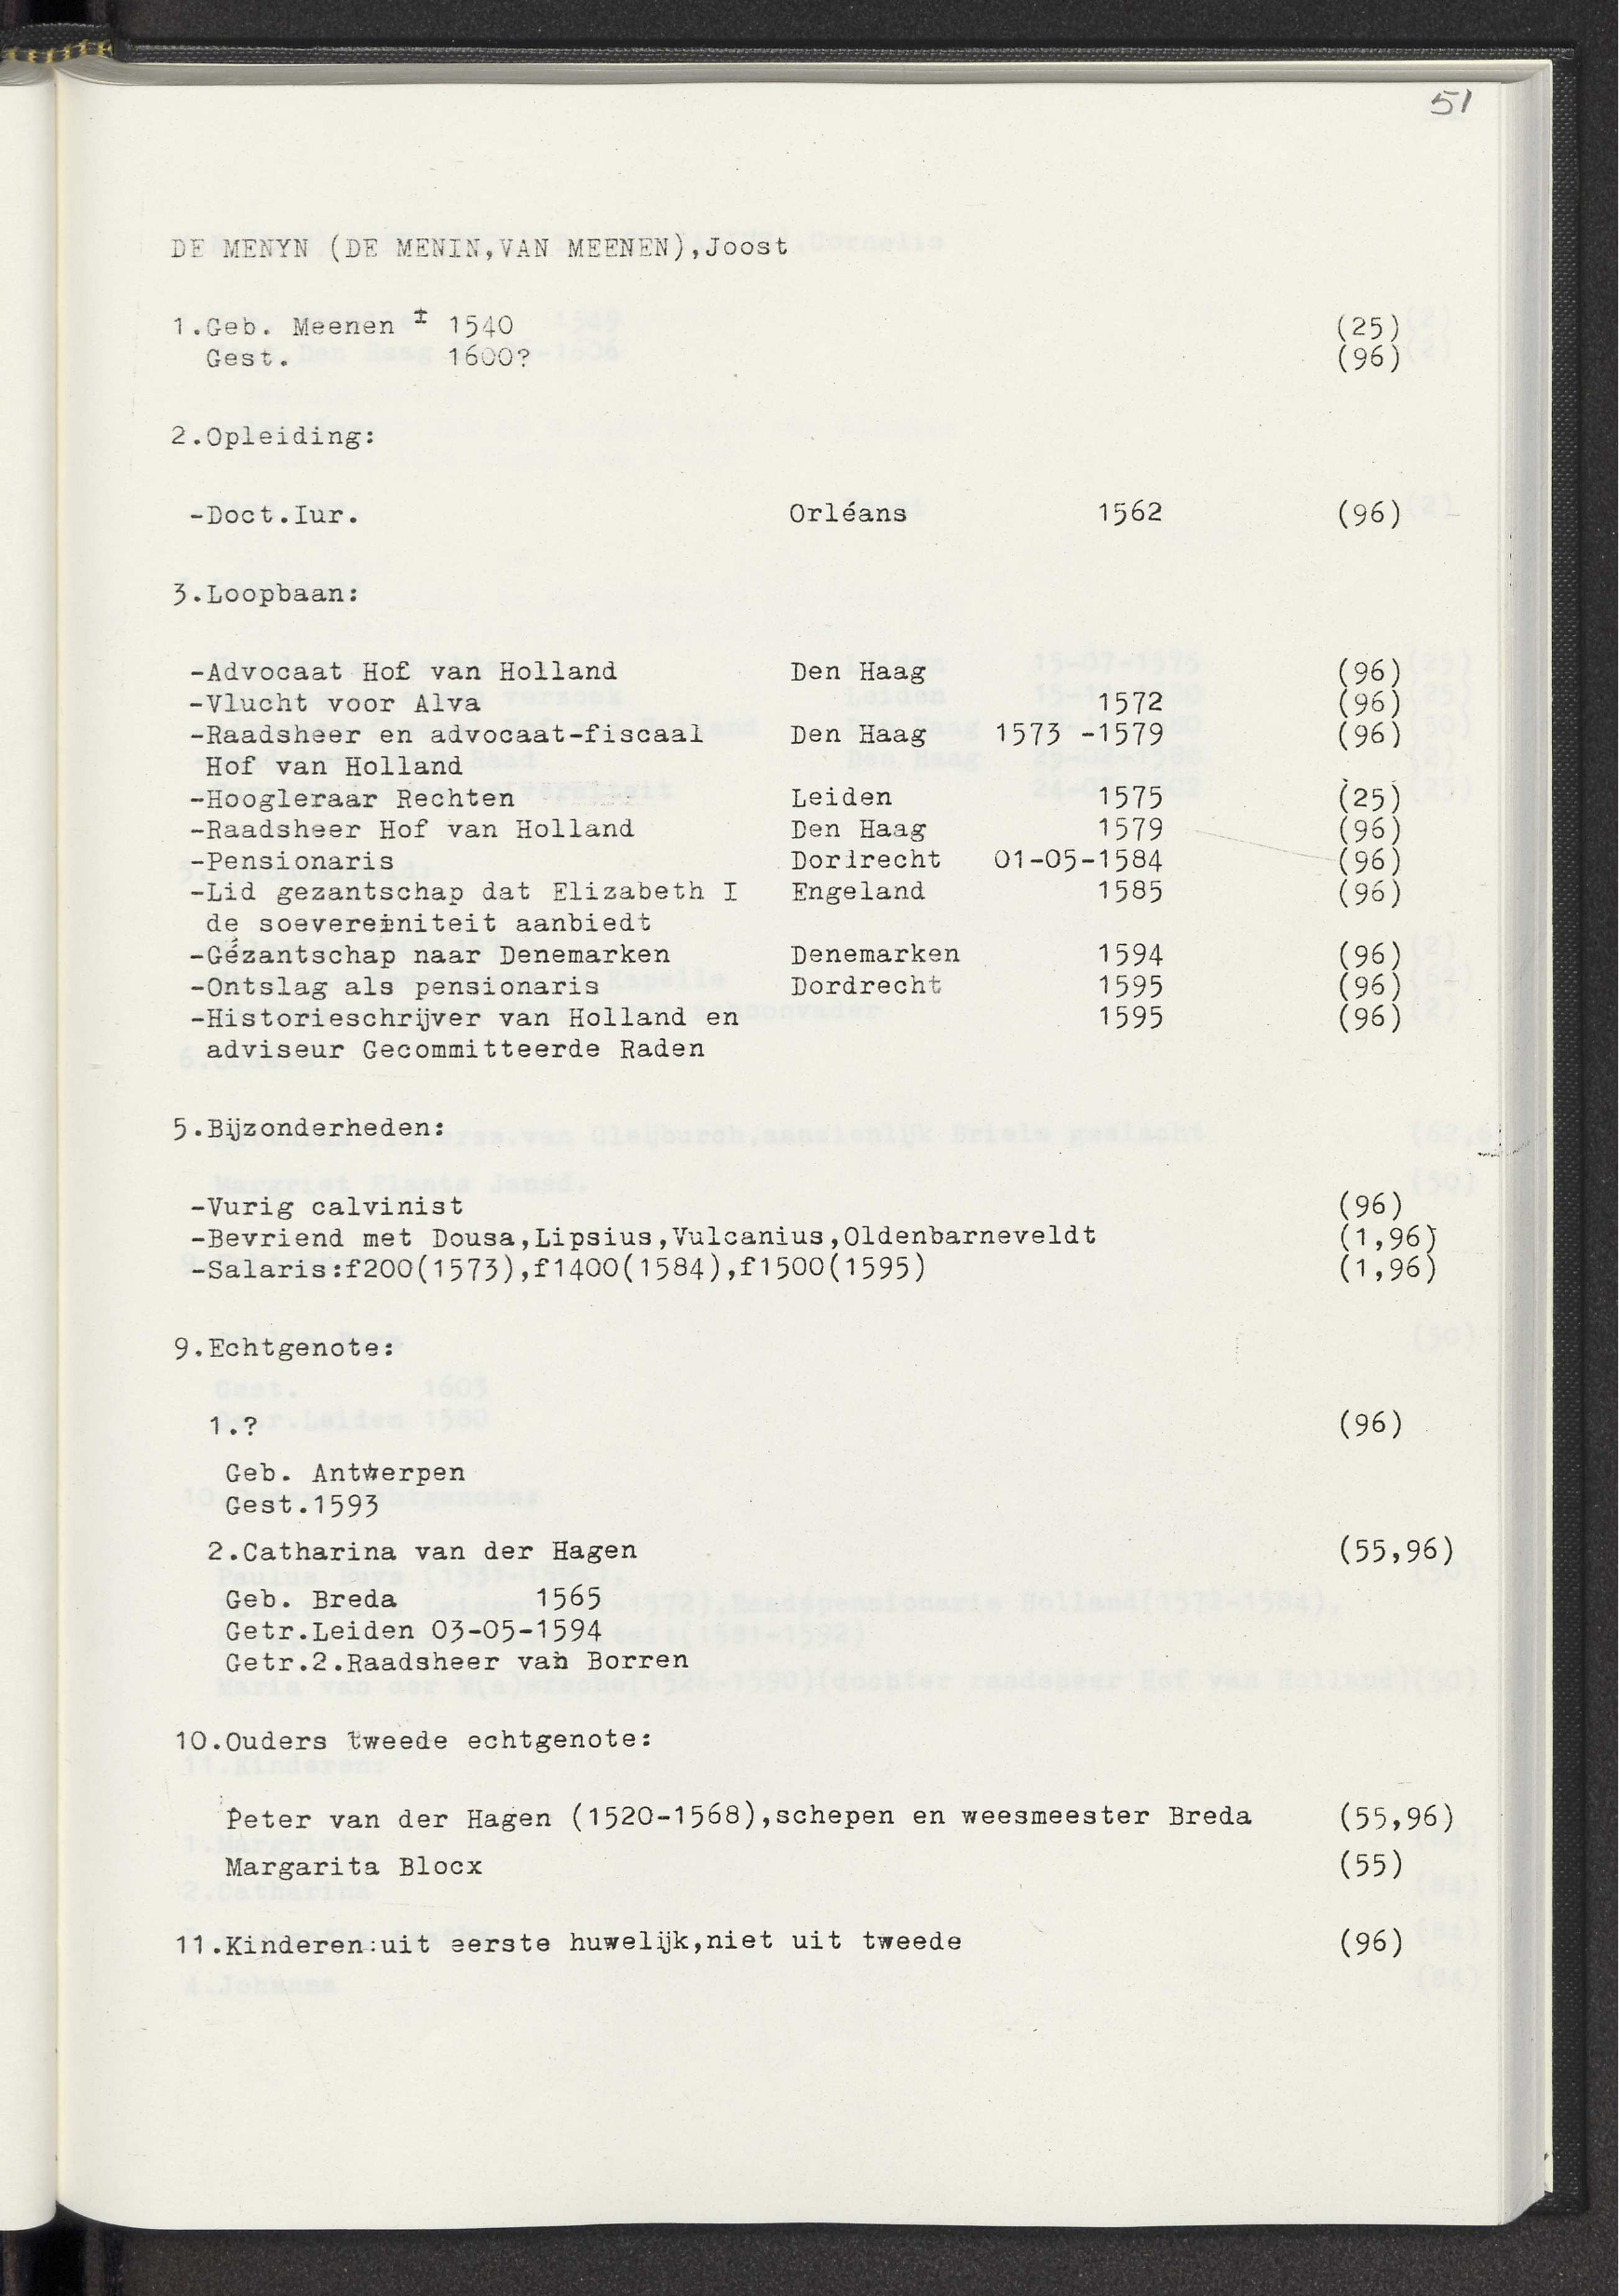 51
DE MENYN (DE MENIN,VAN MEENEN),Joost
1.Geb. Meenen ± 1540 (25)
Gest. 1600? (96)
2.Opleiding:
-Doct.Iur. Orléans 1562 (96)
3.Loopbaan:
-Advocaat Hof van Holland Den Haag (96)
-Vlucht voor Alva 1572 (96)
-Raadsheer en advocaat-fiscaal Den Haag 1573 -1579 (96)
Hof van Holland
-Hoogleraar Rechten Leiden 1575 (25)
-Raadsheer Hof van Holland Den Haag 1579 (96)
-Pensionaris Dordrecht 01-05-1584 (96)
-Lid gezantschap dat Elizabeth I Engeland 1585 (96)
de soevereiniteit aanbiedt
-Gézantschap naar Denemarken Denemarken 1594 (96)
-Ontslag als pensionaris Dordrecht 1595 (96)
-Historieschrijver van Holland en 1595 (96)
adviseur Gecommitteerde Raden
5.Bijzonderheden:
-Vurig calvinist (96)
-Bevriend met Dousa,Lipsius,Vulcanius,Oldenbarneveldt (1,96)
-Salaris:f200(1573),f1400(1584),f1500(1595) (1,96)
9.Echtgenote:
1.? (96)
Geb. Antwerpen
Gest.1593
2.Catharina van der Hagen (55,96)
Geb. Breda 1565
Getr.Leiden 03-05-1594
Getr.2.Raadsheer van Borren
10.Ouders tweede echtgenote:
Peter van der Hagen (1520-1568),schepen en weesmeester Breda (55,96)
Margarita Blocx (55)
11.Kinderen:uit eerste huwelijk,niet uit tweede (96)